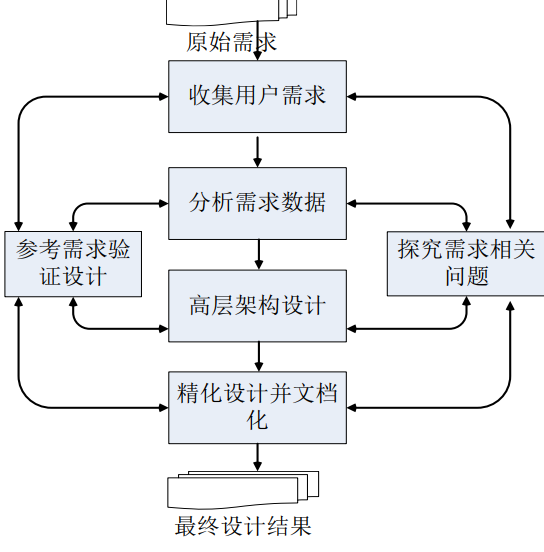 原始需求
收集用户需求
分析需求数据
参考需求验
证设计
探究需求相关
问题
高层架构设计
精化设计并文档
化
最终设计结果